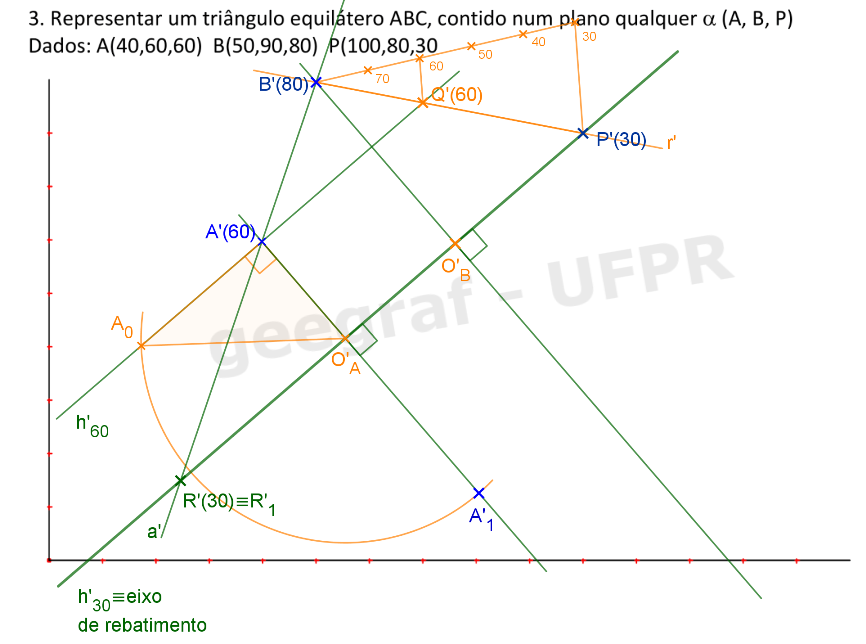 3. Representar um triângulo equilátero ABC, contido num plano qualquer α (A, B, P)
Dados: A(40,60,60) B(50,90,80) P(100,80,30
30
40
50
60
70
B'(80)
Q'(60)
P'(30)
r'
A'(60)
O'B
A0
O'A
h'60
R'(30)≡R'1
a'
A'1
h'30≡eixo
de rebatimento
geegraf - UFPR